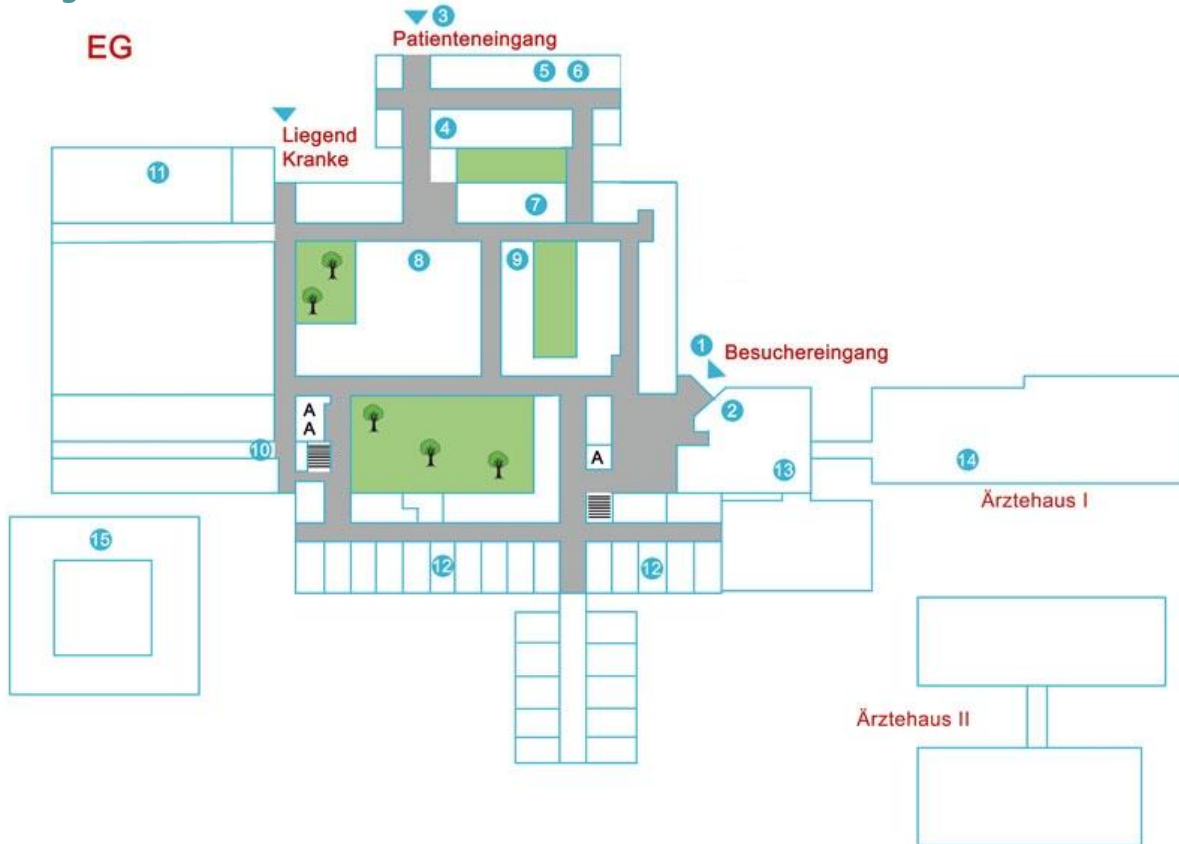 EG
3
Patienteneingang
5 6
4
Liegend
Kranke
11
7
8 9
1
Besuchereingang
2
A
A
10
A
13
14
Ärztehaus I
15
12
12
Ärztehaus II